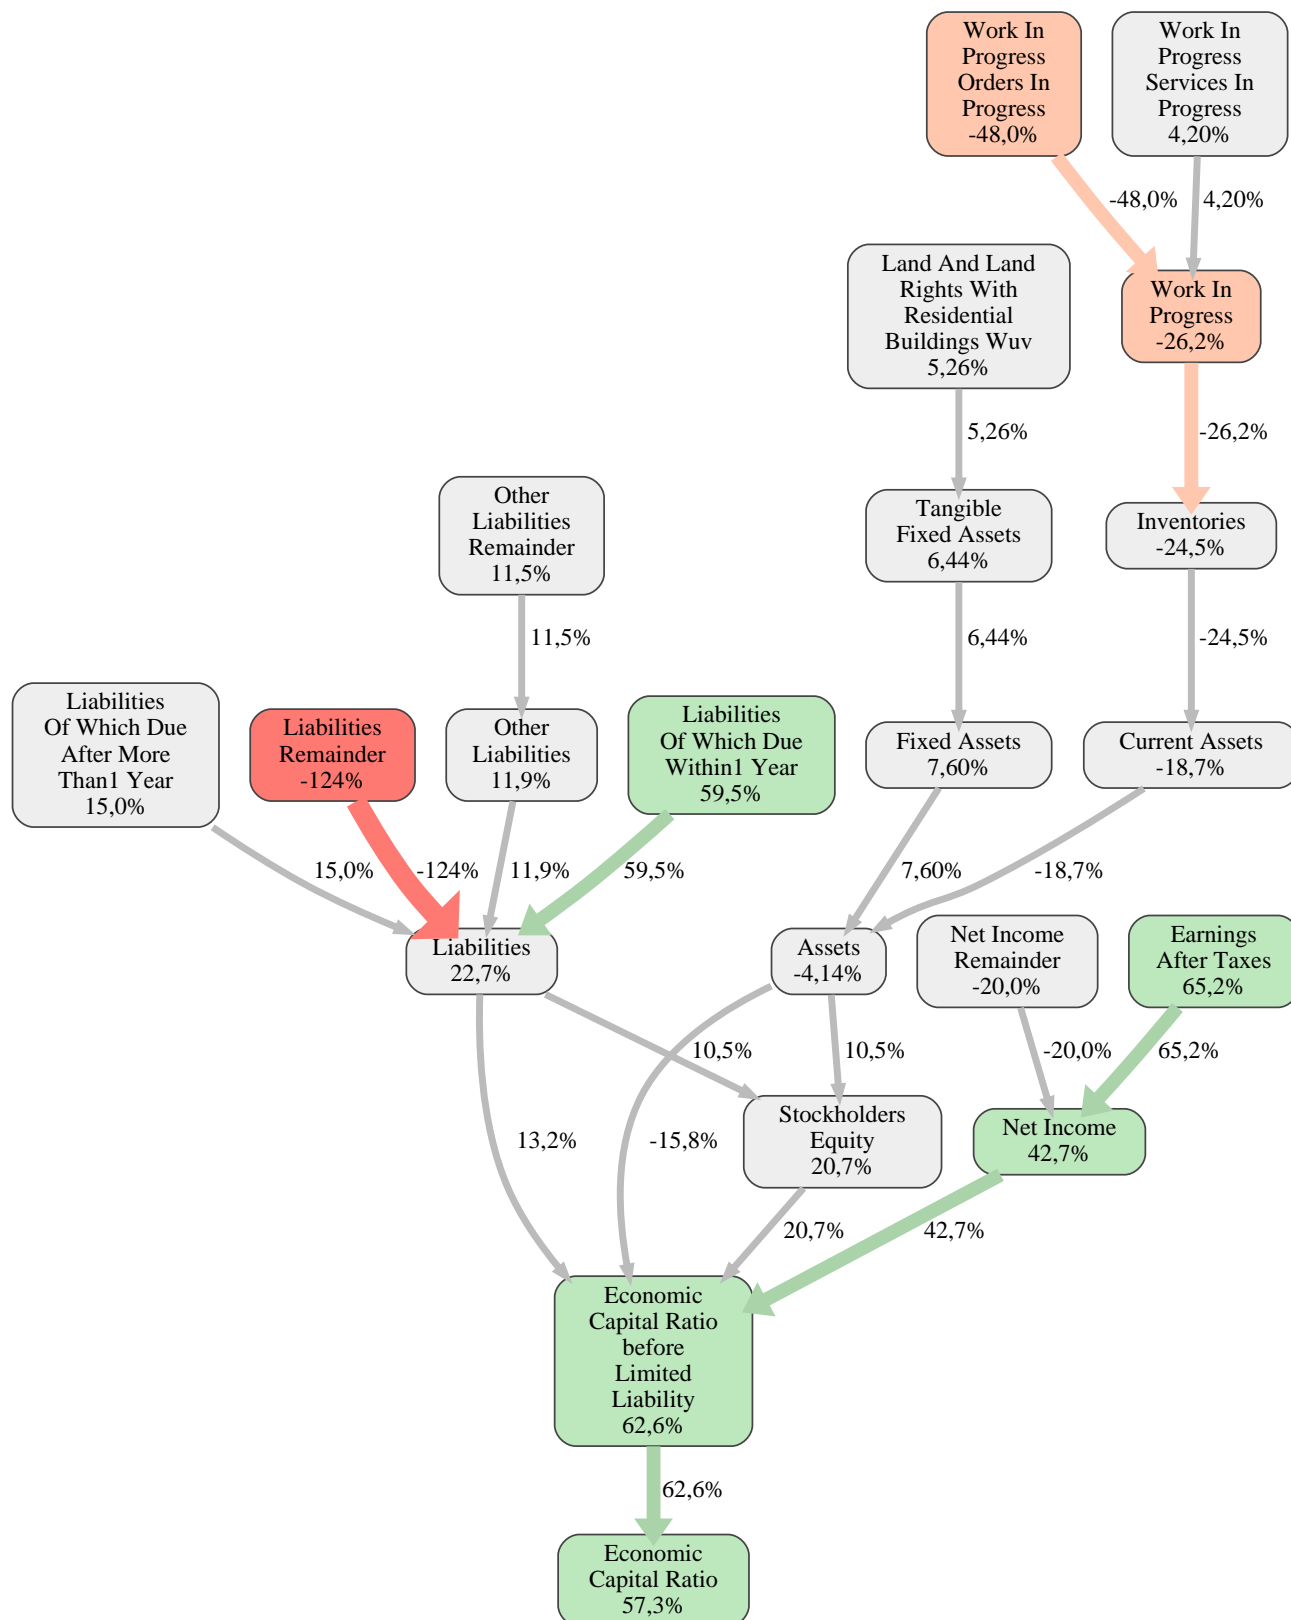 Work In
Progress
Orders In
Progress
-48,0%
Work In
Progress
Services In
Progress
4,20%
-48,0%
4,20%
Land And Land
Rights With
Residential
Buildings Wuv
5,26%
Work In
Progress
-26,2%
5,26%
-26,2%
Other
Liabilities
Remainder
11,5%
Tangible
Fixed Assets
6,44%
Inventories
-24,5%
11,5%
6,44%
-24,5%
Liabilities
Of Which Due
After More
Than1 Year
15,0%
Liabilities
Remainder
-124%
Other
Liabilities
11,9%
Liabilities
Of Which Due
Within1 Year
59,5%
Fixed Assets
7,60%
Current Assets
-18,7%
15,0%
-124%
11,9%
59,5%
7,60%
-18,7%
Liabilities
22,7%
Assets
-4,14%
Net Income
Remainder
-20,0%
Earnings
After Taxes
65,2%
10,5%
10,5%
-20,0%
65,2%
13,2%
-15,8%
Stockholders
Equity
20,7%
Net Income
42,7%
20,7%
42,7%
Economic
Capital Ratio
before
Limited
Liability
62,6%
62,6%
Economic
Capital Ratio
57,3%